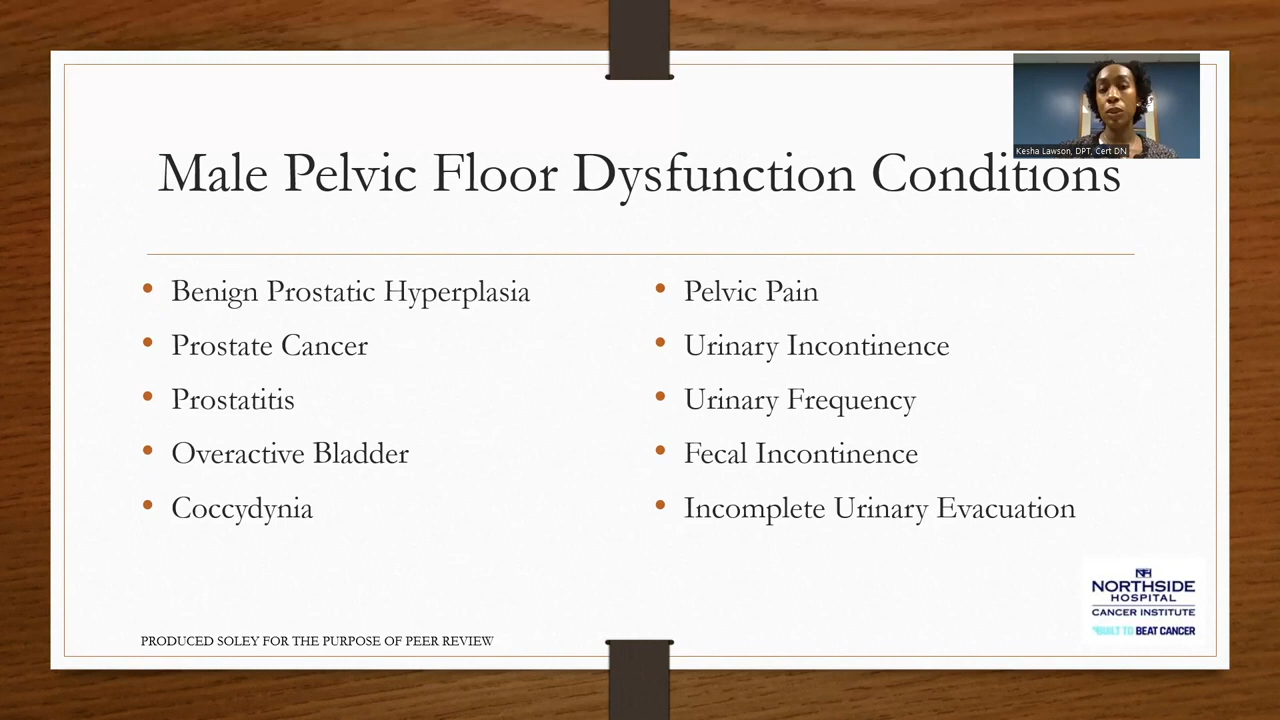 Kesha Lawson, DPT, Cert DN
Male Pelvic Floor Dysfunction Conditions
• Benign Prostatic Hyperplasia
• Prostate Cancer
• Prostatitis
• Overactive Bladder
• Coccydynia
• Pelvic Pain
• Urinary Incontinence
• Urinary Frequency
• Fecal Incontinence
• Incomplete Urinary Evacuation
NORTHSIDE
HOSPITAL
CANCER INSTITUTE
BUILT TO BEAT CANCER
PRODUCED SOLEY FOR THE PURPOSE OF PEER REVIEW